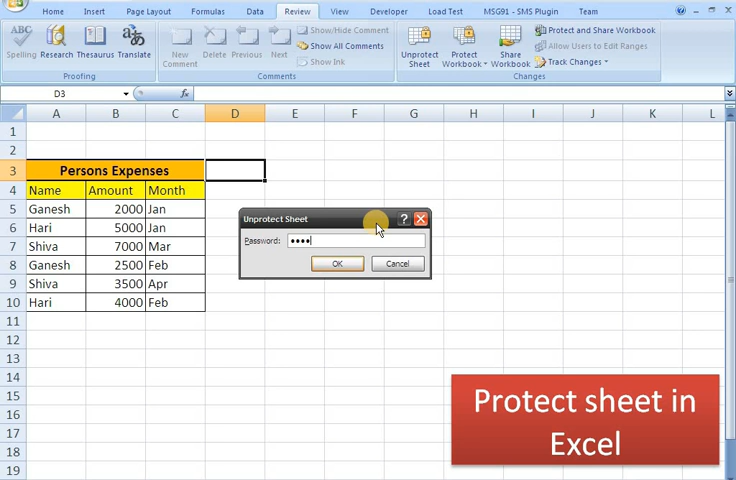 Home Insert Page Layout Formulas Data Review View Developer Load Test MSG91 - SMS Plugin Team
ABC
Spelling Research Thesaurus Translate
Proofing
New Comment Delete Previous Next
Show/Hide Comment
Show All Comments
Show Ink
Comments
Unprotect Sheet Protect Workbook Share Workbook
Protect and Share Workbook
Allow Users to Edit Ranges
Track Changes
Changes
D3 fx
A B C D E F G H I J K L
1
2
3 Persons Expenses
4 Name Amount Month
5 Ganesh 2000 Jan
6 Hari 5000 Jan
7 Shiva 7000 Mar
8 Ganesh 2500 Feb
9 Shiva 3500 Apr
10 Hari 4000 Feb
11
12
13
14
15
16
17
18
19
Unprotect Sheet ?
Password: ••••
OK Cancel
Protect sheet in
Excel